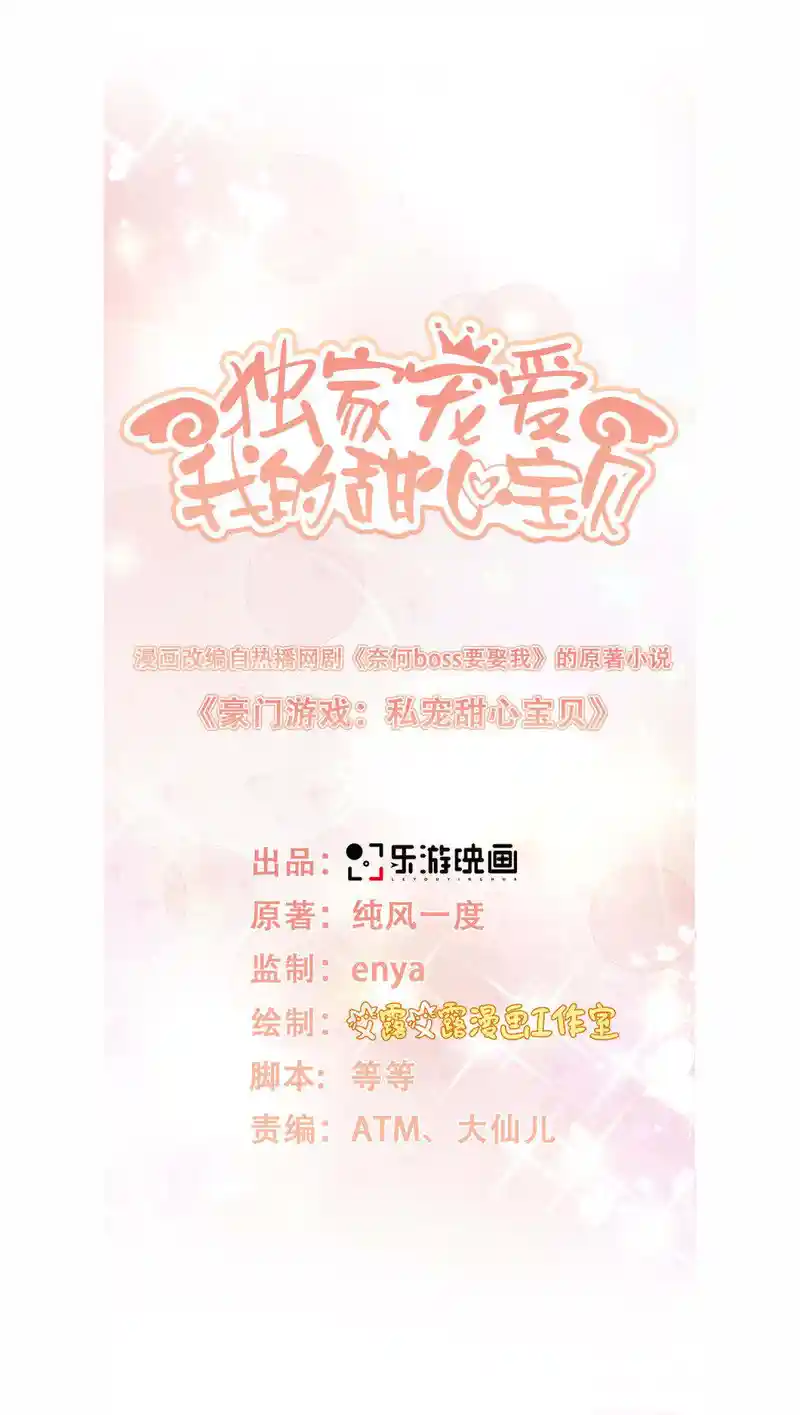 独家宠爱
我的甜心宝贝
漫画改编自热播网剧《奈何boss要娶我》的原著小说
《豪门游戏：私宠甜心宝贝》
出品：乐游映画
LEYOUYINGHUA
原著：纯风一度
监制：enya
绘制：艾露艾露漫画工作室
脚本：等等
责编：ATM、大仙儿